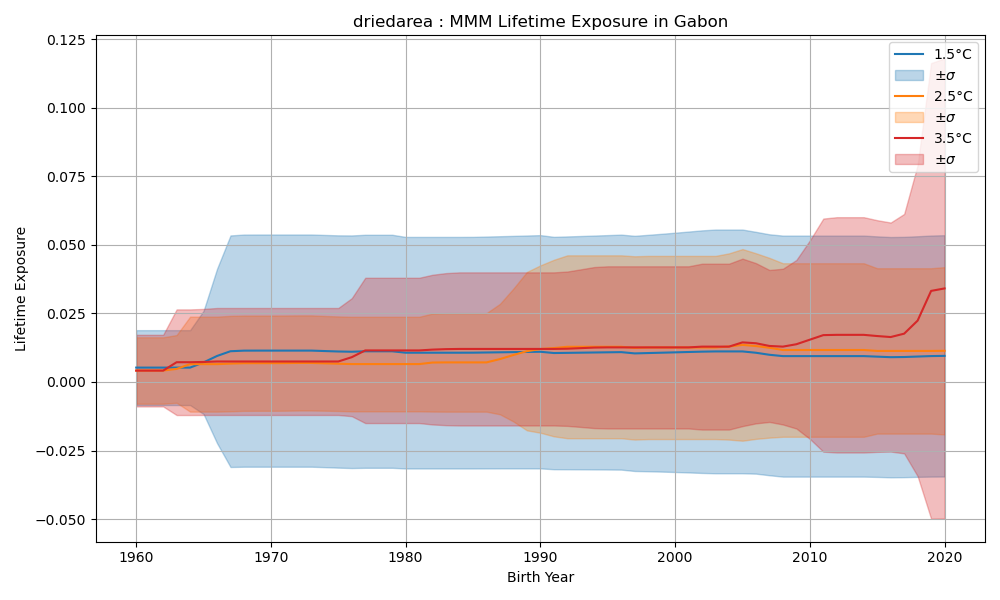 driedarea : MMM Lifetime Exposure in Gabon
0.125
0.100
0.075
0.050
0.025
0.000
−0.025
−0.050
Lifetime Exposure
1.5°C
±σ
2.5°C
±σ
3.5°C
±σ
1960 1970 1980 1990 2000 2010 2020
Birth Year